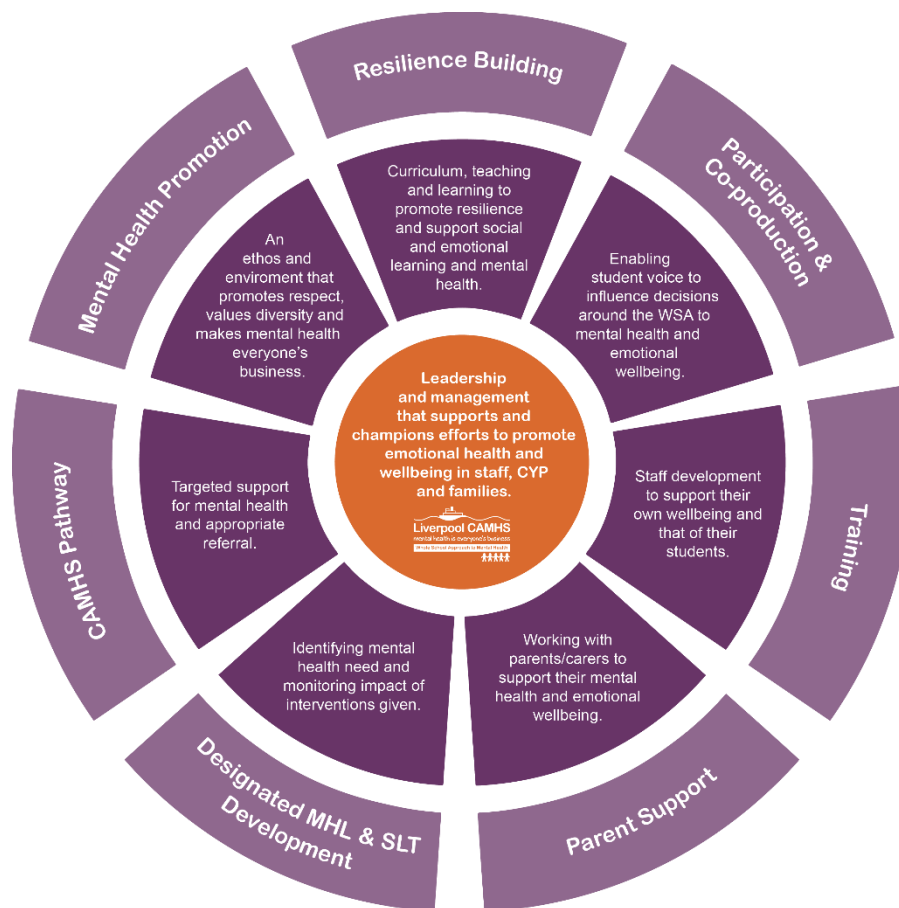 Resilience Building
Curriculum, teaching
and learning to
promote resilience
and support social
and emotional
learning and mental
health.
Participation &
Co-production
Enabling
student voice to
influence decisions
around the WSA to
mental health and
emotional
wellbeing.
Training
Staff development
to support their
own wellbeing and
that of their
students.
Parent Support
Working with
parents/carers to
support their mental
health and emotional
wellbeing.
Designated MHL & SLT
Development
Identifying mental
health need and
monitoring impact of
interventions given.
CAMHS Pathway
Targeted support
for mental health
and appropriate
referral.
Mental Health Promotion
An
ethos and
enviroment that
promotes respect,
values diversity and
makes mental health
everyone's
business.
Leadership
and management
that supports and
champions efforts to promote
emotional health and
wellbeing in staff, CYP
and families.
Liverpool CAMHS
mental health is everyone's business
Whole School Approach to Mental Health